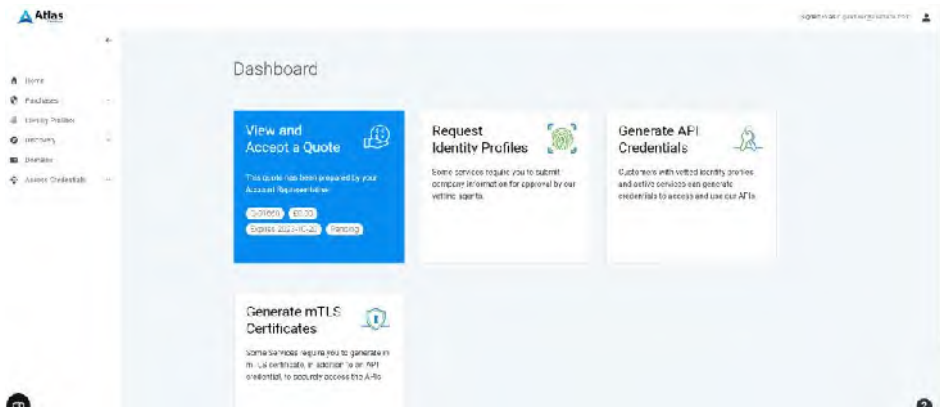 Atlas
Home
Purchases
Identity Profiles
Discovery
Domains
Access Credentials
Dashboard
View and
Accept a Quote
This quote has been prepared by your
Account Representative
Pending
Request
Identity Profiles
Some services require you to submit
company information for approval by our
vetting agents.
Generate API
Credentials
Customers with vetted identity profiles
and active services can generate
credentials to access and use our APIs
Generate mTLS
Certificates
Some Services require you to generate
mTLS certificate, in addition to an API
credential, to securely access the APIs